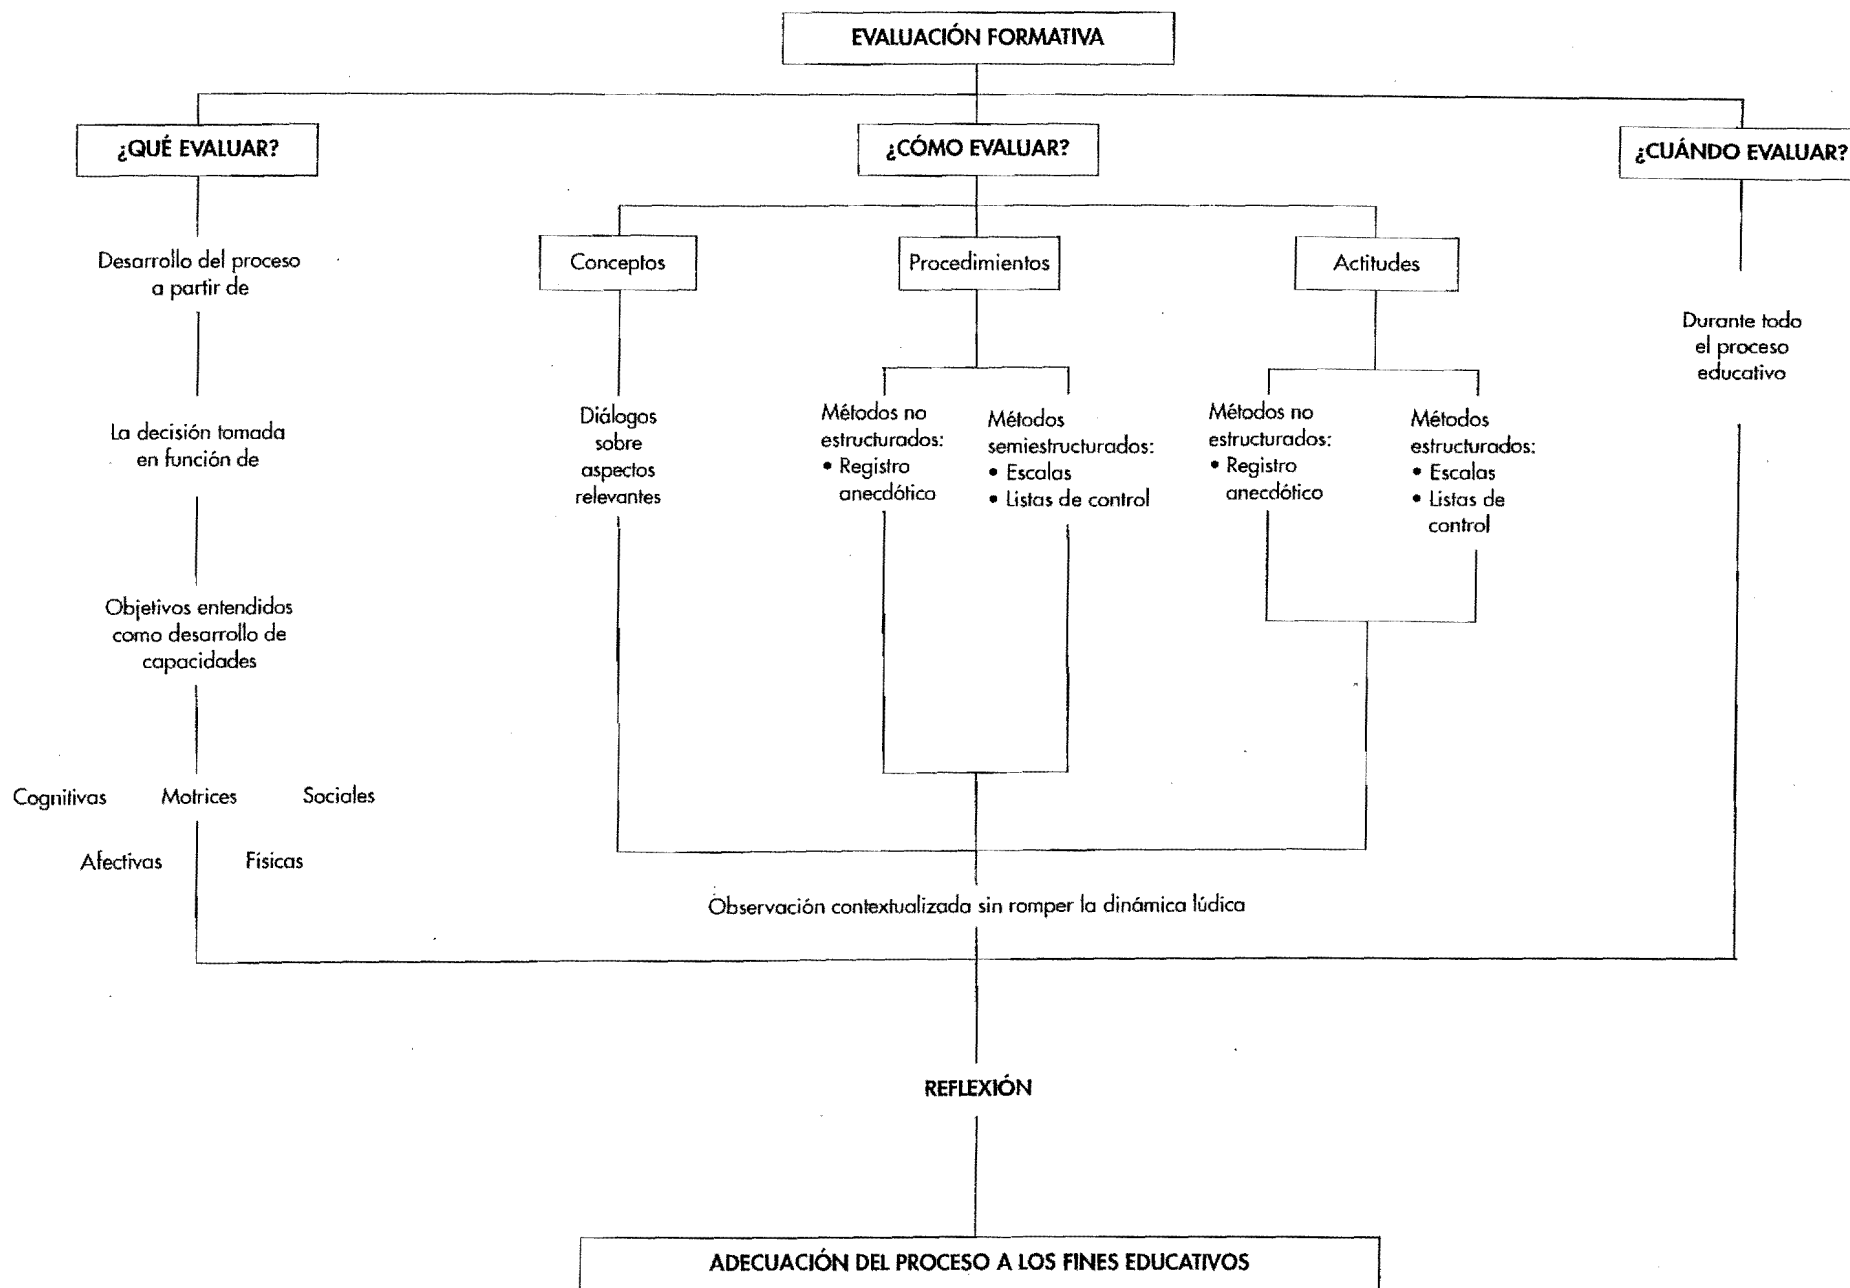 EVALUACIÓN FORMATIVA
¿QUÉ EVALUAR?
¿CÓMO EVALUAR?
¿CUÁNDO EVALUAR?
Desarrollo del proceso
a partir de
La decisión tomada
en función de
Objetivos entendidos
como desarrollo de
capacidades
Cognitivas
Motrices
Sociales
Afectivas
Físicas
Conceptos
Procedimientos
Actitudes
Diálogos
sobre
aspectos
relevantes
Métodos no
estructurados:
• Registro
anecdótico
Métodos
semiestructurados:
• Escalas
• Listas de control
Métodos no
estructurados:
• Registro
anecdótico
Métodos
estructurados:
• Escalas
• Listas de
control
Durante todo
el proceso
educativo
Observación contextualizada sin romper la dinámica lúdica
REFLEXIÓN
ADECUACIÓN DEL PROCESO A LOS FINES EDUCATIVOS